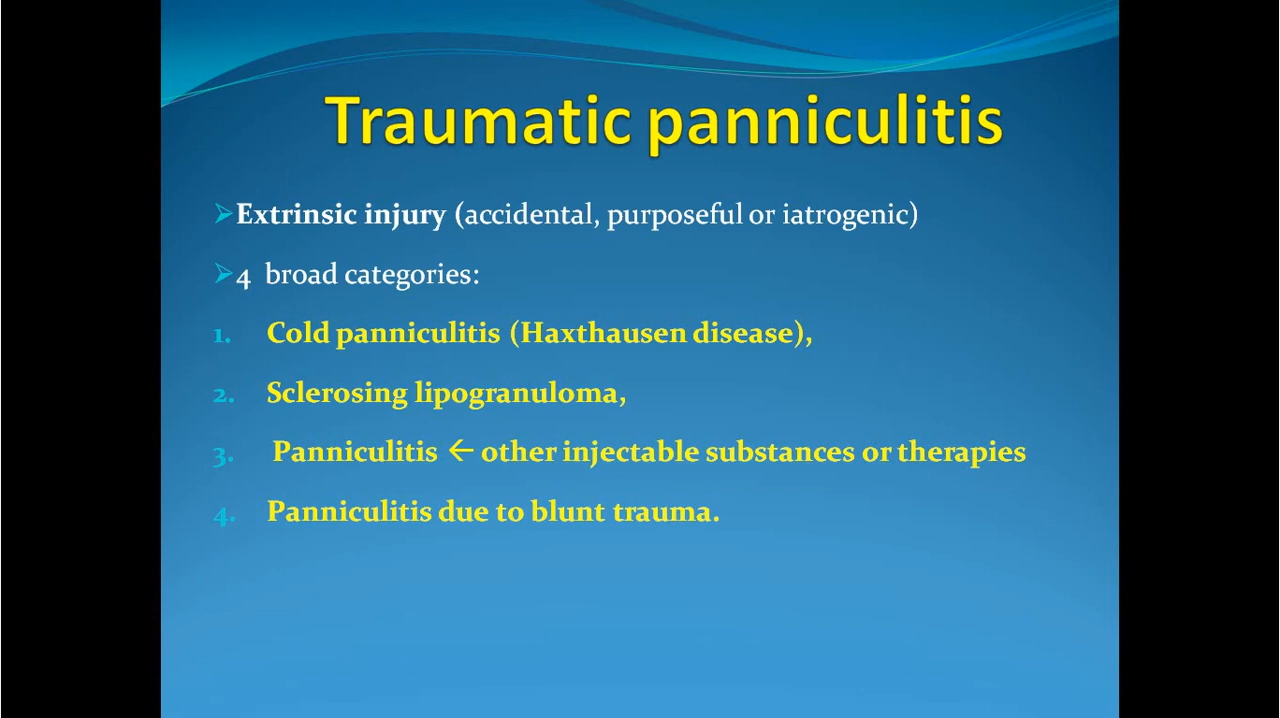 Traumatic panniculitis
➢Extrinsic injury (accidental, purposeful or iatrogenic)
➢4 broad categories:
1. Cold panniculitis (Haxthausen disease),
2. Sclerosing lipogranuloma,
3. Panniculitis ← other injectable substances or therapies
4. Panniculitis due to blunt trauma.